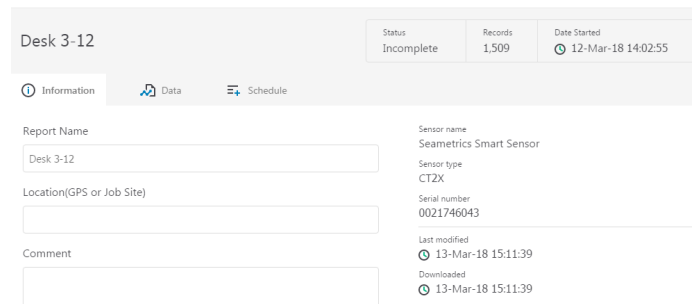 Desk 3-12
Status
Incomplete
Records
1,509
Date Started
12-Mar-18 14:02:55
Information
Data
Schedule
Report Name
Desk 3-12
Location(GPS or Job Site)
Comment
Sensor name
Seametrics Smart Sensor
Sensor type
CT2X
Serial number
0021746043
Last modified
13-Mar-18 15:11:39
Downloaded
13-Mar-18 15:11:39